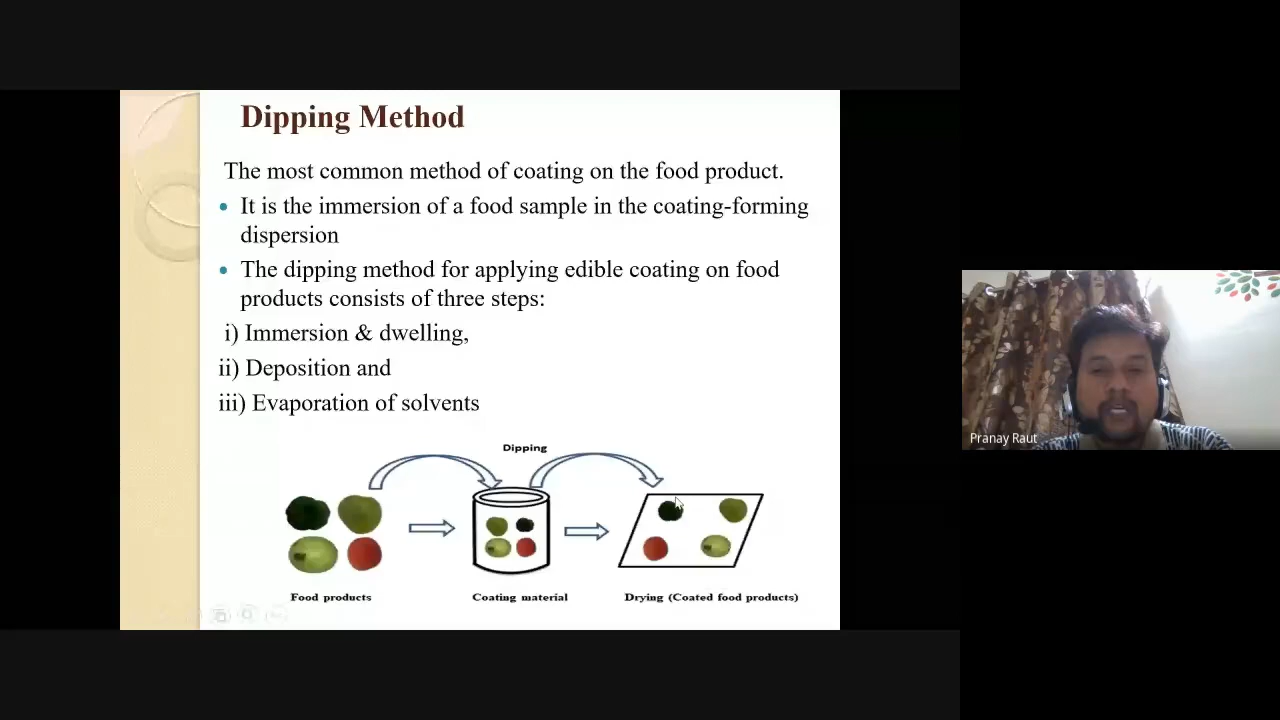 Dipping Method
The most common method of coating on the food product.
• It is the immersion of a food sample in the coating-forming
dispersion
• The dipping method for applying edible coating on food
products consists of three steps:
i) Immersion & dwelling,
ii) Deposition and
iii) Evaporation of solvents
Dipping
Food products
Coating material
Drying (Coated food products)
Pranay Raut